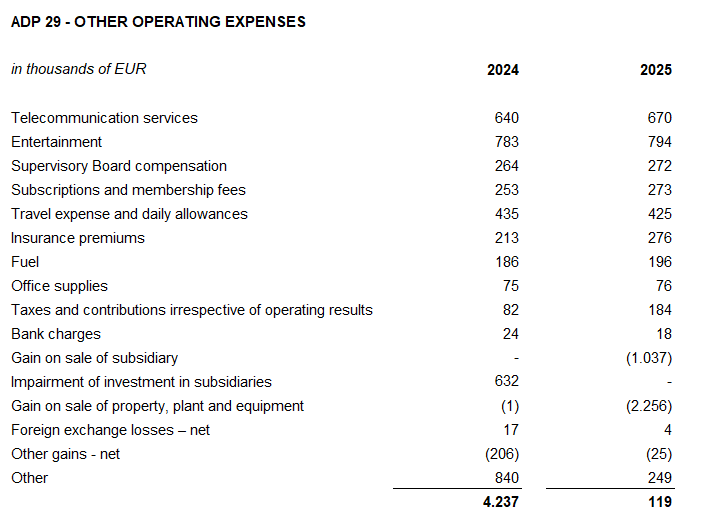 ADP 29 - OTHER OPERATING EXPENSES
in thousands of EUR 2024 2025
Telecommunication services 640 670
Entertainment 783 794
Supervisory Board compensation 264 272
Subscriptions and membership fees 253 273
Travel expense and daily allowances 435 425
Insurance premiums 213 276
Fuel 186 196
Office supplies 75 76
Taxes and contributions irrespective of operating results 82 184
Bank charges 24 18
Gain on sale of subsidiary - (1.037)
Impairment of investment in subsidiaries 632 -
Gain on sale of property, plant and equipment (1) (2.256)
Foreign exchange losses – net 17 4
Other gains - net (206) (25)
Other 840 249
4.237 119